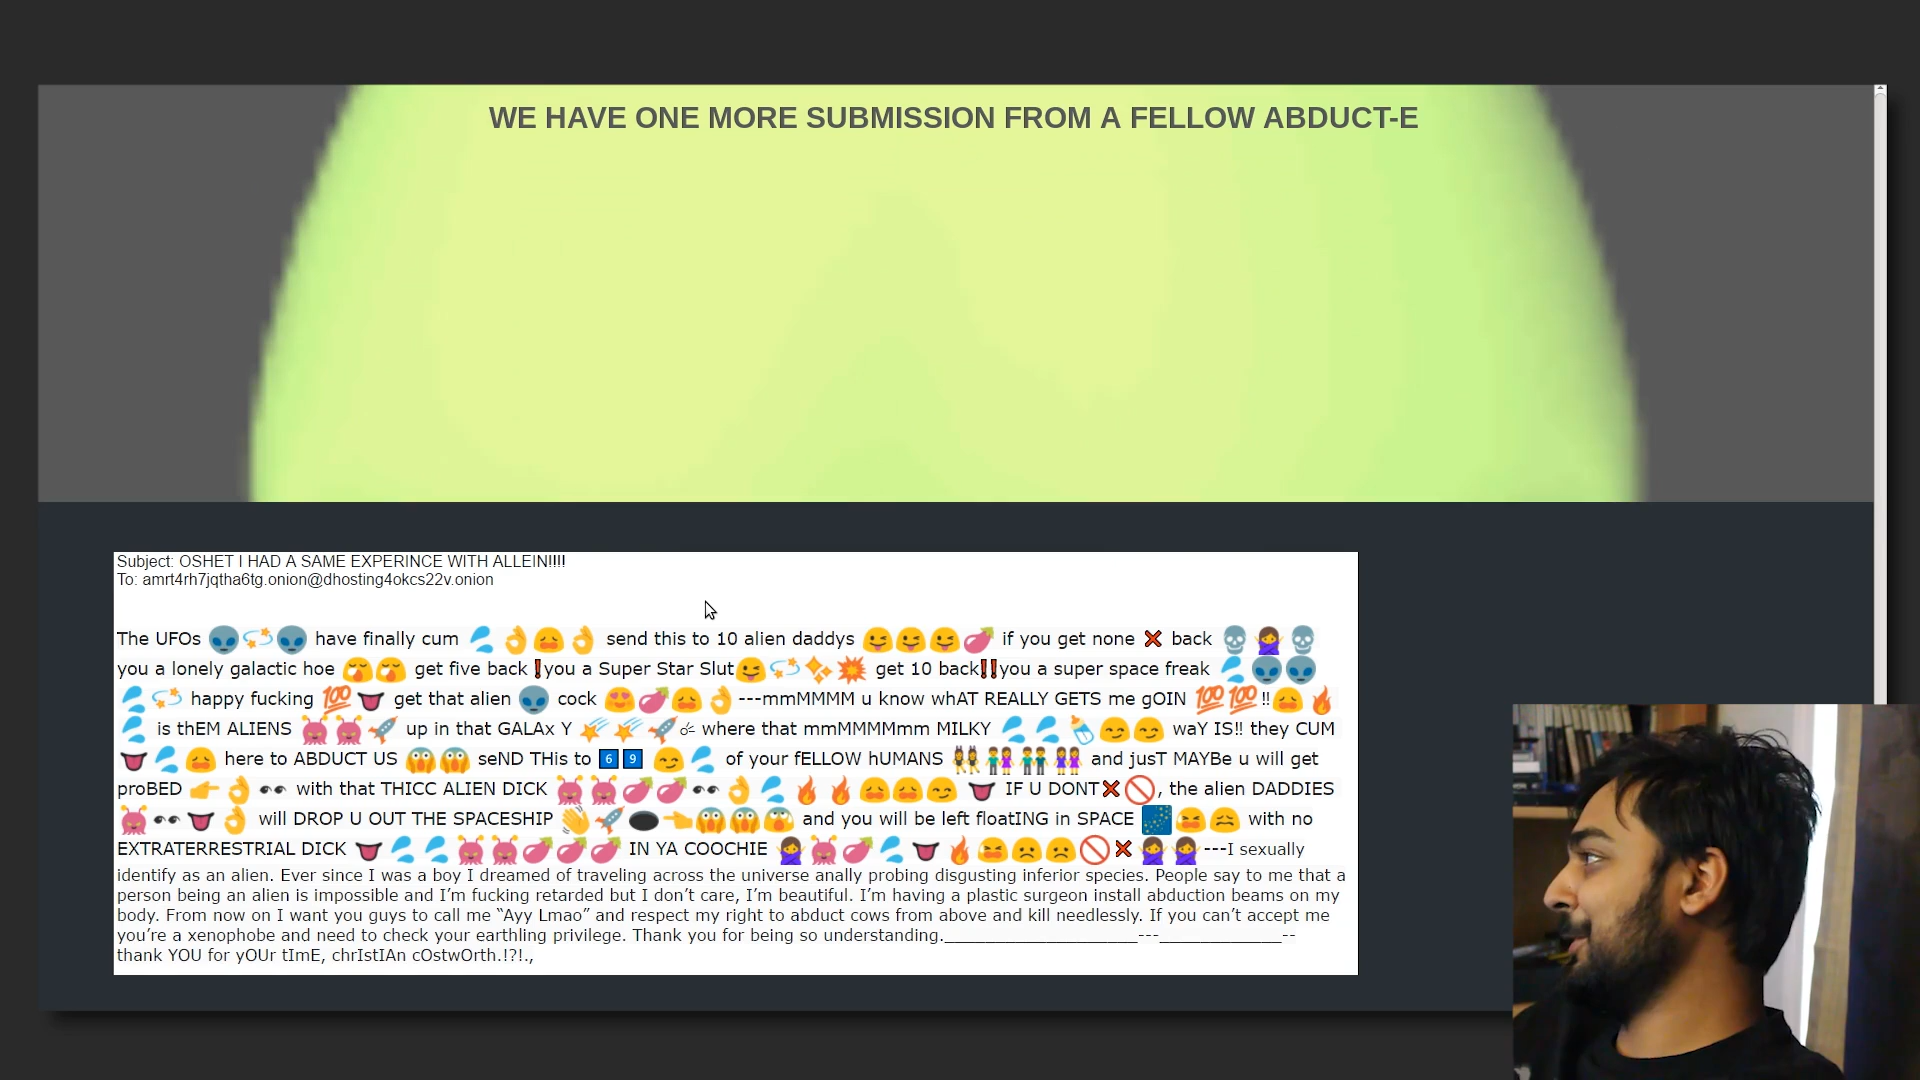 WE HAVE ONE MORE SUBMISSION FROM A FELLOW ABDUCT-E
Subject: OSHET I HAD A SAME EXPERINCE WITH ALLEIN!!!!
To: amrt4rh7jqtha6tg.onion@dhosting4okcs22v.onion
The UFOs 👽💫👽 have finally cum 💦👌😩👌 send this to 10 alien daddys 😜😜😜🍆 if you get none ❌ back 💀🙅💀
you a lonely galactic hoe 😪😪 get five back❗you a Super Star Slut😜💫✨💥 get 10 back‼you a super space freak 💦👽👽
💦💫 happy fucking 💯👅 get that alien 👽 cock 😍🍆😩👌---mmMMMM u know whAT REALLY GETS me gOIN 💯💯‼😩🔥
💦 is thEM ALIENS 👾👾🚀 up in that GALAx Y 🌠🌠🚀☄ where that mmMMMMmm MILKY 💦💦🍼😏😏 waY IS‼ they CUM
👅💦😩 here to ABDUCT US 😱😱 seND THis to 6️⃣9️⃣ 😏💦 of your fELLOW hUMANS 👯👫👬👭 and jusT MAYBe u will get
proBED 👉👌👀 with that THICC ALIEN DICK 👾👾🍆🍆👀👌💦🔥🔥😩😩😏👅 IF U DONT❌🚫, the alien DADDIES
👾👀👅👌 will DROP U OUT THE SPACESHIP 👋🚀🕳👈😱😱😱 and you will be left floatING in SPACE 🌌😫😖 with no
EXTRATERRESTRIAL DICK 👅💦💦👾👾🍆🍆🍆 IN YA COOCHIE 🙅👾🍆💦👅🔥😫☹☹🚫❌🙅🙅---I sexually
identify as an alien. Ever since I was a boy I dreamed of traveling across the universe anally probing disgusting inferior species. People say to me that a
person being an alien is impossible and I’m fucking retarded but I don’t care, I’m beautiful. I’m having a plastic surgeon install abduction beams on my
body. From now on I want you guys to call me “Ayy Lmao” and respect my right to abduct cows from above and kill needlessly. If you can’t accept me
you’re a xenophobe and need to check your earthling privilege. Thank you for being so understanding.___________________---____________--
thank YOU for yOUr tImE, chrIstIAn cOstwOrth.!?!.,